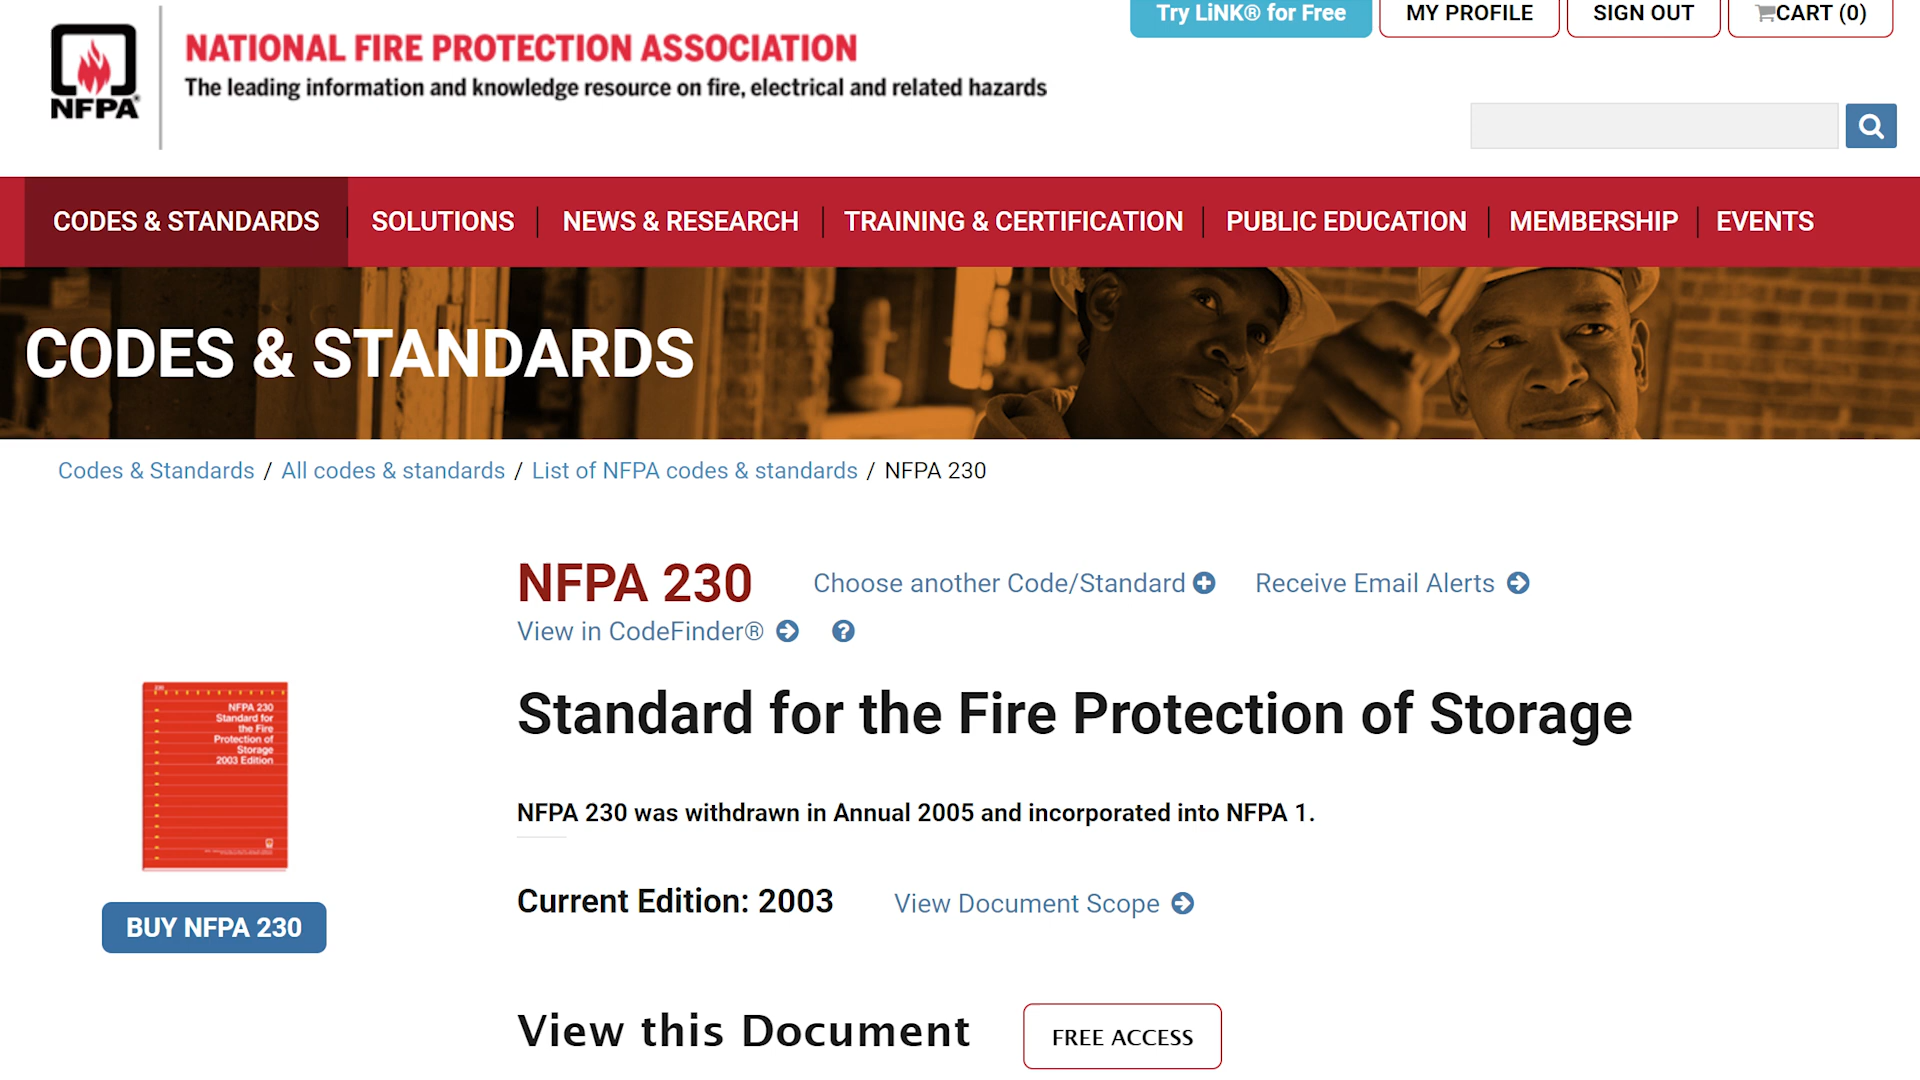 Try LiNK® for Free
MY PROFILE
SIGN OUT
CART (0)
NFPA®
NATIONAL FIRE PROTECTION ASSOCIATION
The leading information and knowledge resource on fire, electrical and related hazards
CODES & STANDARDS
SOLUTIONS
NEWS & RESEARCH
TRAINING & CERTIFICATION
PUBLIC EDUCATION
MEMBERSHIP
EVENTS
CODES & STANDARDS
Codes & Standards / All codes & standards / List of NFPA codes & standards / NFPA 230
NFPA 230
Choose another Code/Standard
Receive Email Alerts
View in CodeFinder®
?
Standard for the Fire Protection of Storage
NFPA 230
Standard for
the Fire
Protection of
Storage
2003 Edition
NFPA 230 was withdrawn in Annual 2005 and incorporated into NFPA 1.
Current Edition: 2003
View Document Scope
BUY NFPA 230
View this Document
FREE ACCESS